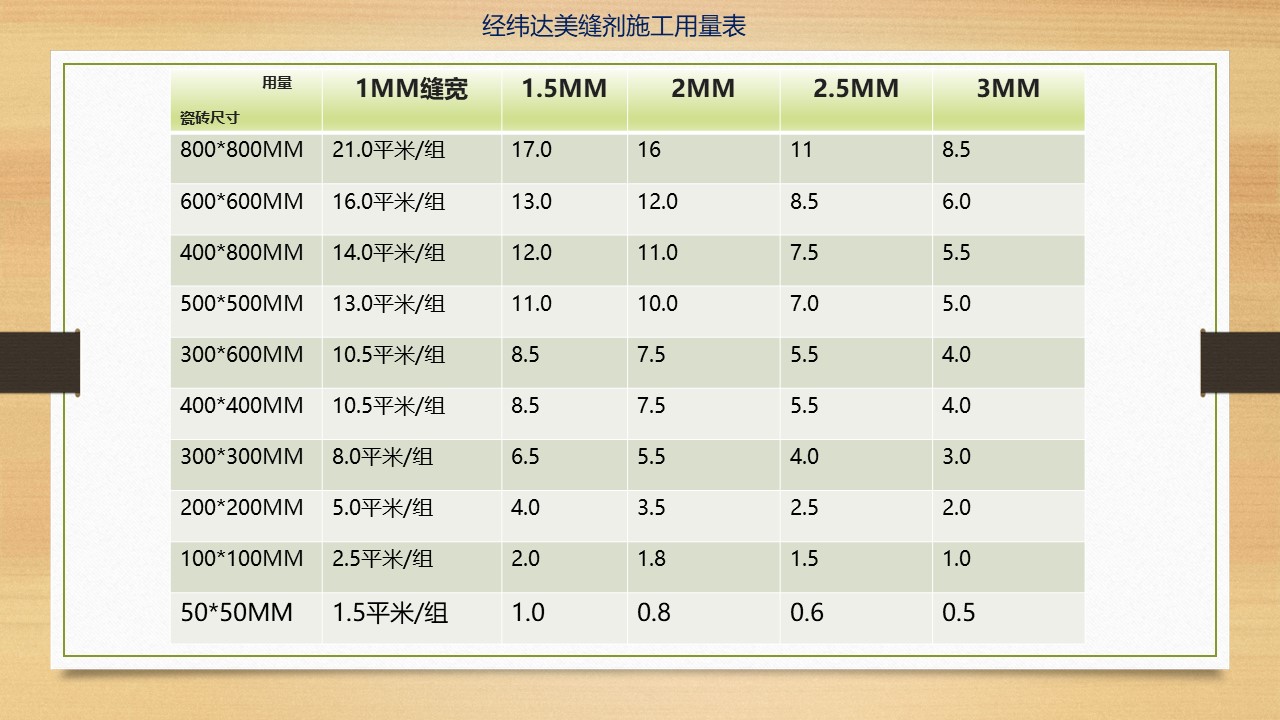 经纬达美缝剂施工用量表
用量
瓷砖尺寸
1MM缝宽 1.5MM 2MM 2.5MM 3MM
800*800MM 21.0平米/组 17.0 16 11 8.5
600*600MM 16.0平米/组 13.0 12.0 8.5 6.0
400*800MM 14.0平米/组 12.0 11.0 7.5 5.5
500*500MM 13.0平米/组 11.0 10.0 7.0 5.0
300*600MM 10.5平米/组 8.5 7.5 5.5 4.0
400*400MM 10.5平米/组 8.5 7.5 5.5 4.0
300*300MM 8.0平米/组 6.5 5.5 4.0 3.0
200*200MM 5.0平米/组 4.0 3.5 2.5 2.0
100*100MM 2.5平米/组 2.0 1.8 1.5 1.0
50*50MM 1.5平米/组 1.0 0.8 0.6 0.5